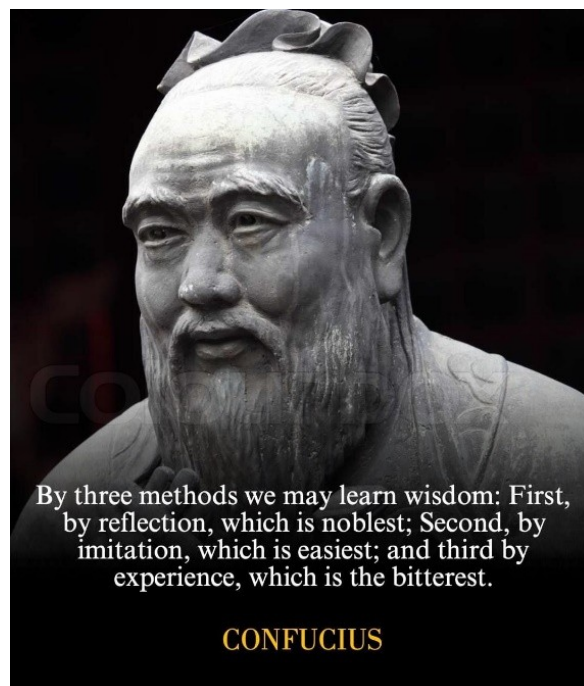 By three methods we may learn wisdom: First,
by reflection, which is noblest; Second, by
imitation, which is easiest; and third by
experience, which is the bitterest.
CONFUCIUS